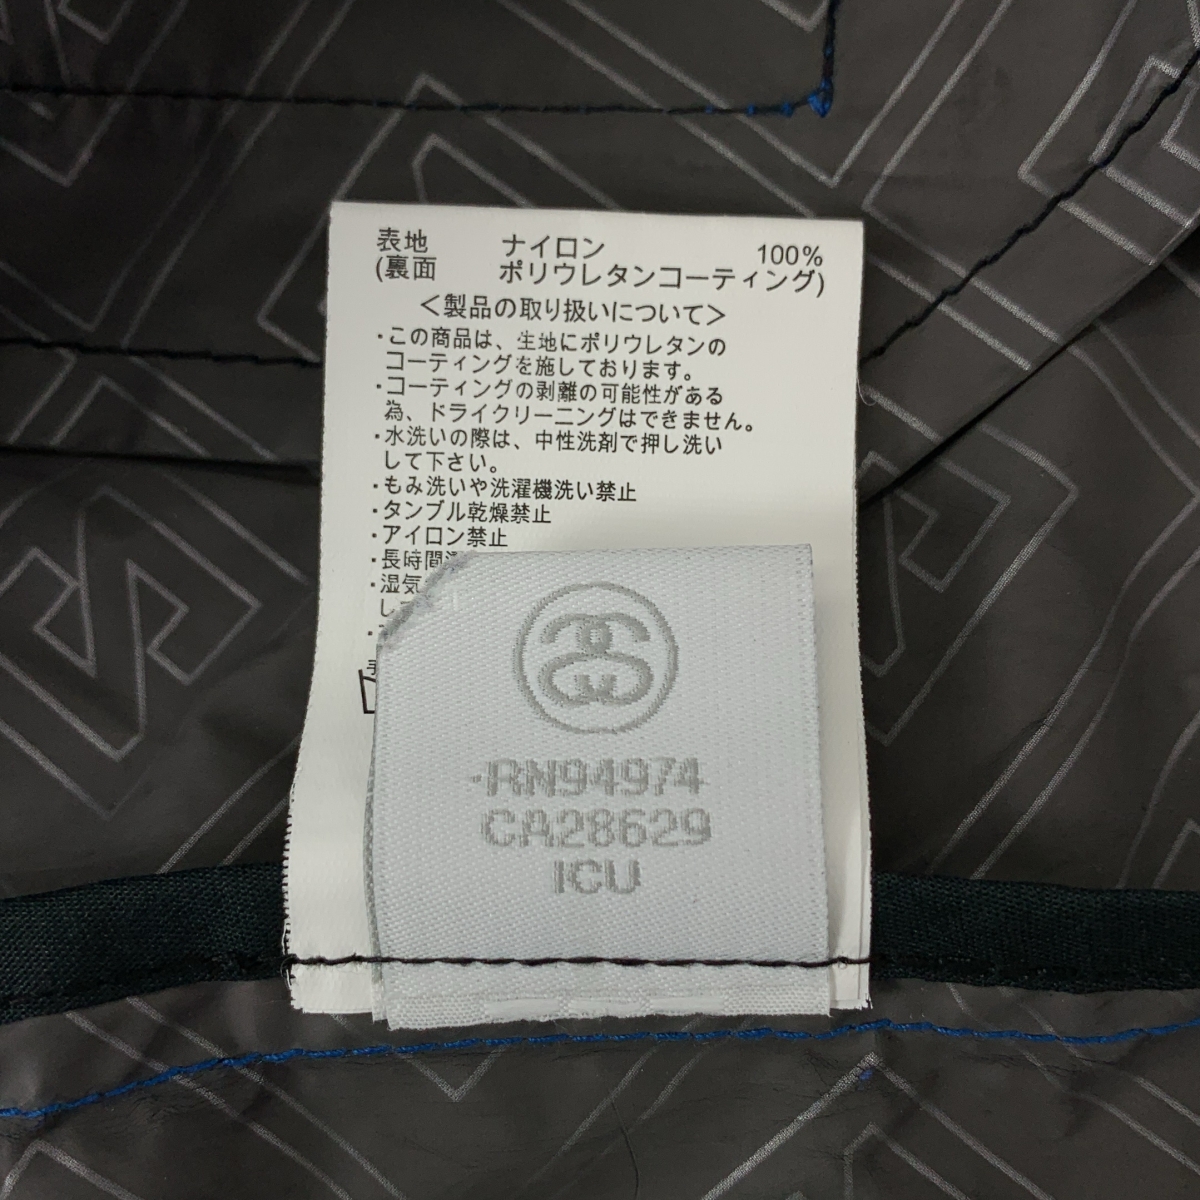 表地 ナイロン 100%
(裏面 ポリウレタンコーティング)
＜製品の取り扱いについて＞
・この商品は、生地にポリウレタンの
コーティングを施しております。
・コーティングの剥離の可能性がある
為、ドライクリーニングはできません。
・水洗いの際は、中性洗剤で押し洗い
して下さい。
・もみ洗いや洗濯機洗い禁止
・タンブル乾燥禁止
・アイロン禁止
・長時間
・湿気
し
RN94974
CA28629
ICU